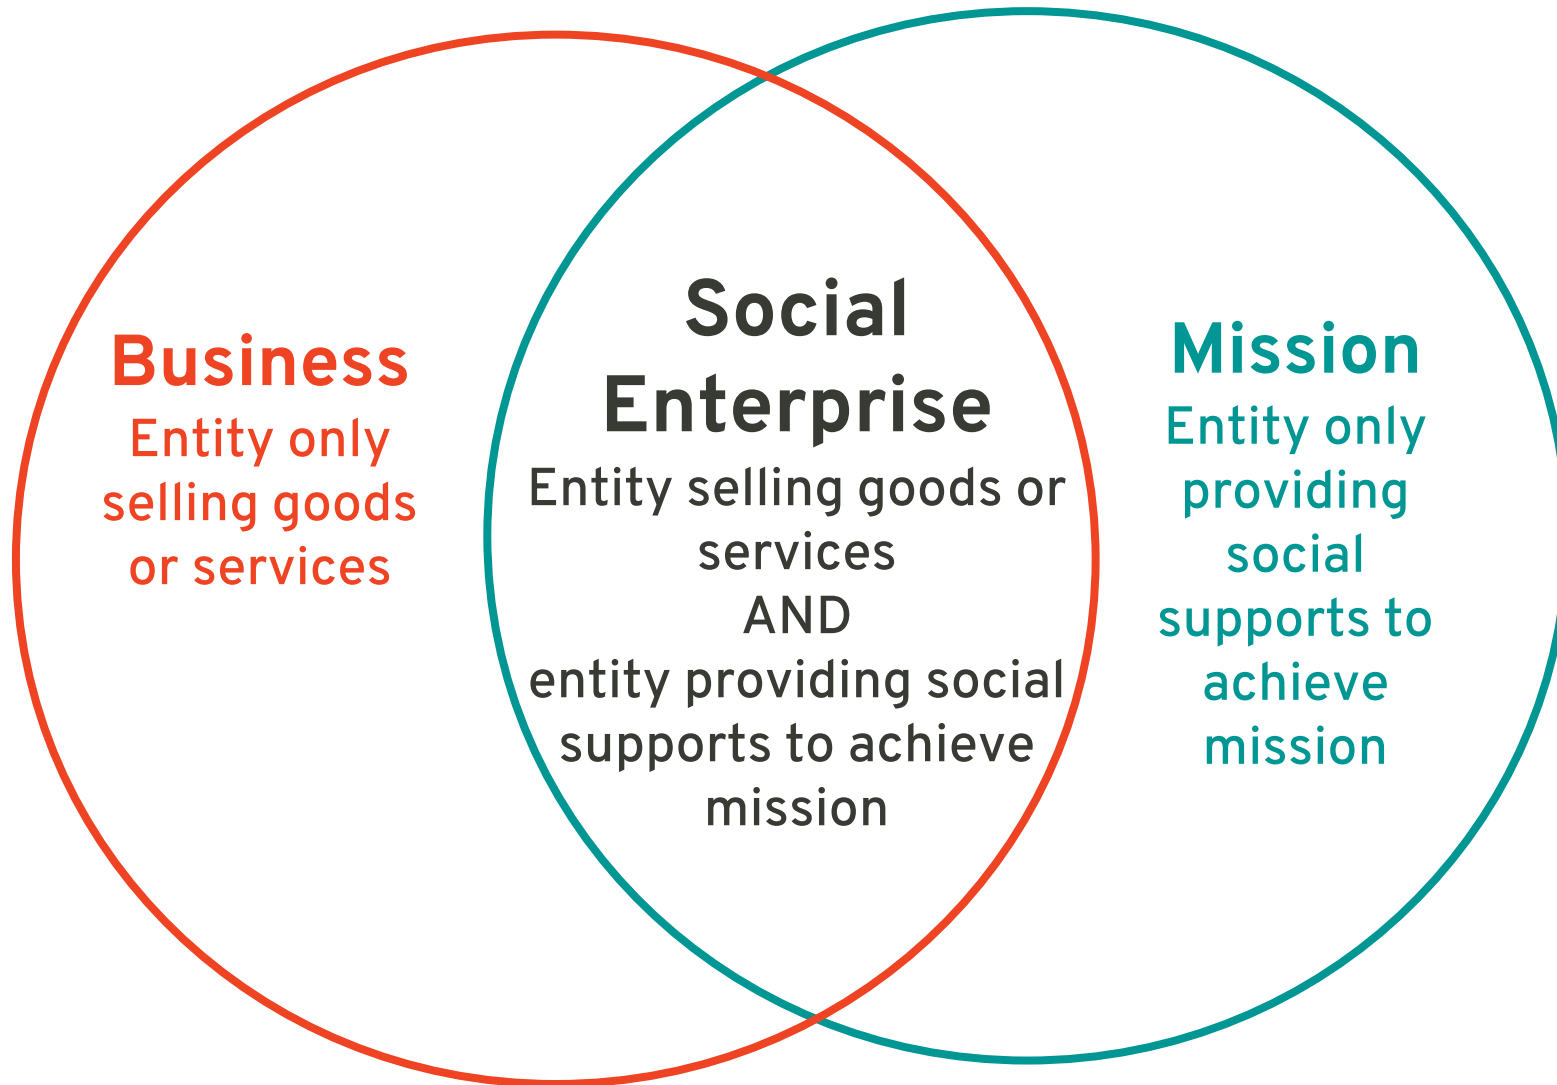 Business
Entity only
selling goods
or services
Social
Enterprise
Entity selling goods or
services
AND
entity providing social
supports to achieve
mission
Mission
Entity only
providing
social
supports to
achieve
mission